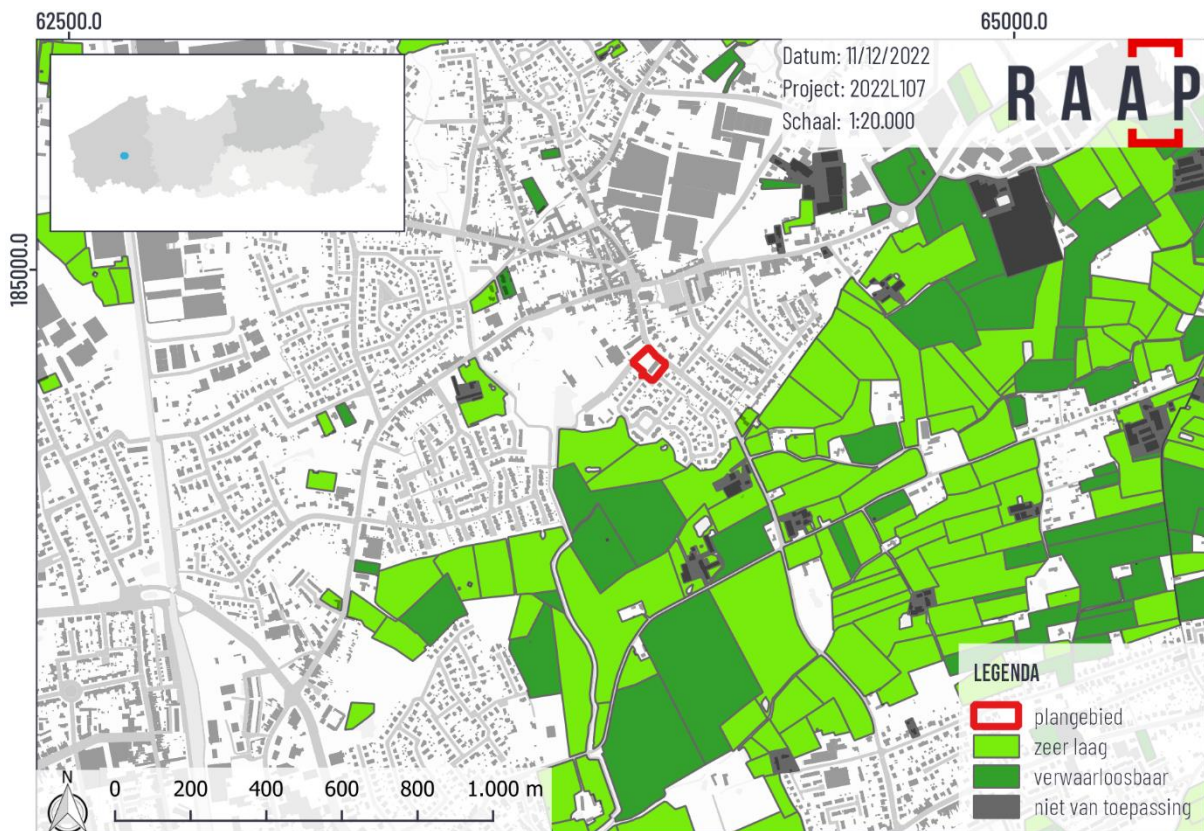 62500.0
65000.0
185000.0
Datum: 11/12/2022
Project: 2022L107
Schaal: 1:20.000
RAAP
LEGENDA
plangebied
zeer laag
verwaarloosbaar
niet van toepassing
N
0 200 400 600 800 1.000 m